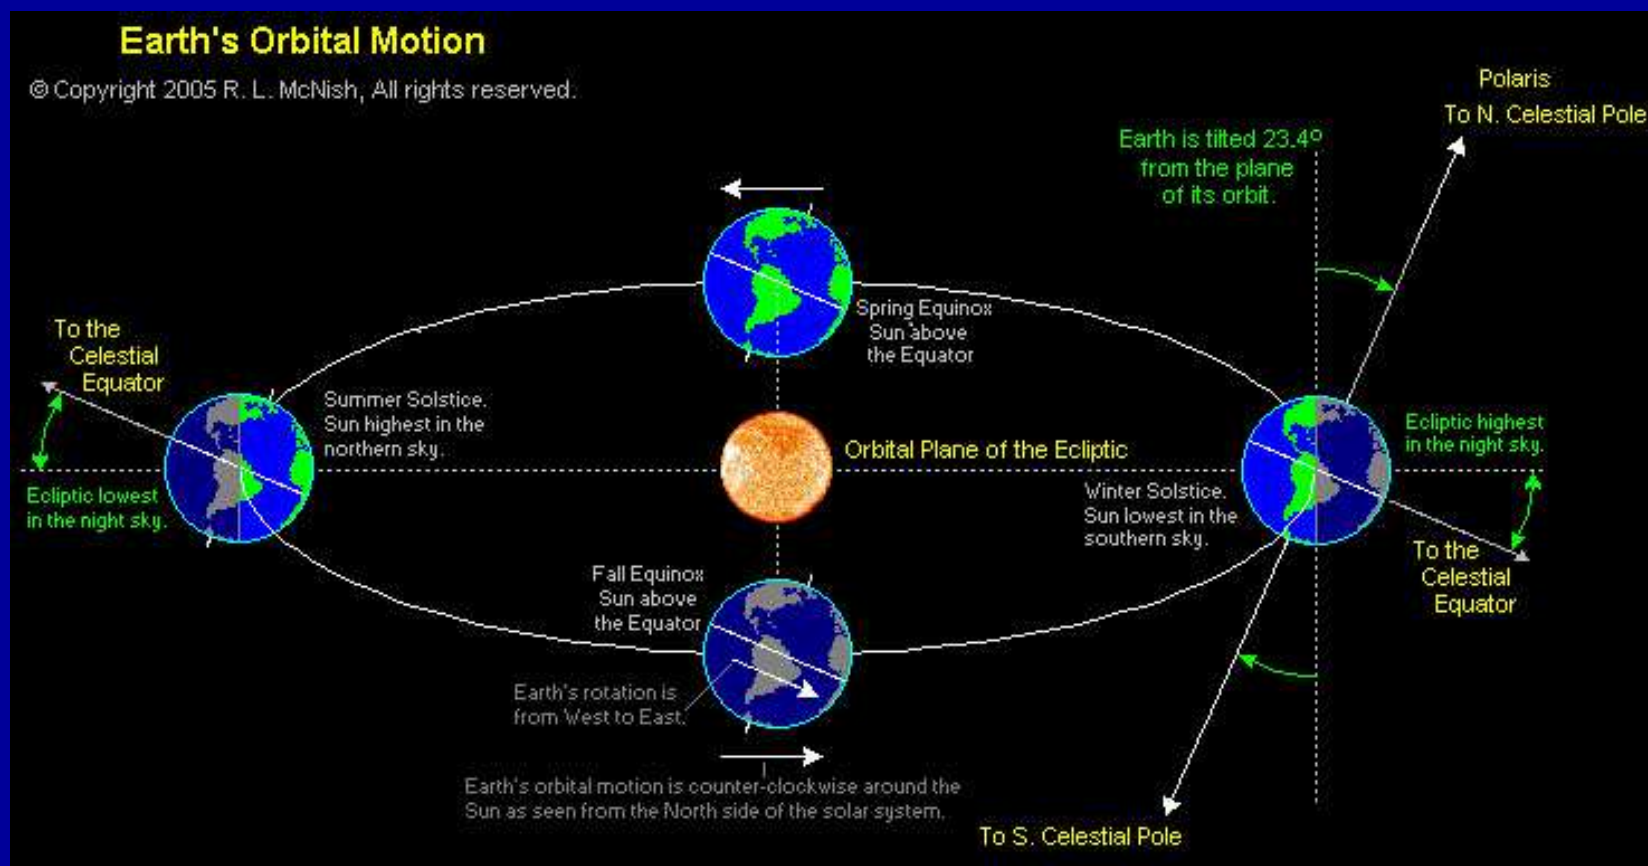 Earth's Orbital Motion
© Copyright 2005 R. L. McNish, All rights reserved.
Polaris
To N. Celestial Pole
Earth is tilted 23.4º
from the plane
of its orbit.
Spring Equinox
Sun above
the Equator
To the
Celestial
Equator
Summer Solstice.
Sun highest in the
northern sky.
Ecliptic lowest
in the night sky.
Orbital Plane of the Ecliptic
Ecliptic highest
in the night sky.
Winter Solstice.
Sun lowest in the
southern sky.
To the
Celestial
Equator
Fall Equinox
Sun above
the Equator
Earth's rotation is
from West to East.
Earth's orbital motion is counter-clockwise around the
Sun as seen from the North side of the solar system.
To S. Celestial Pole